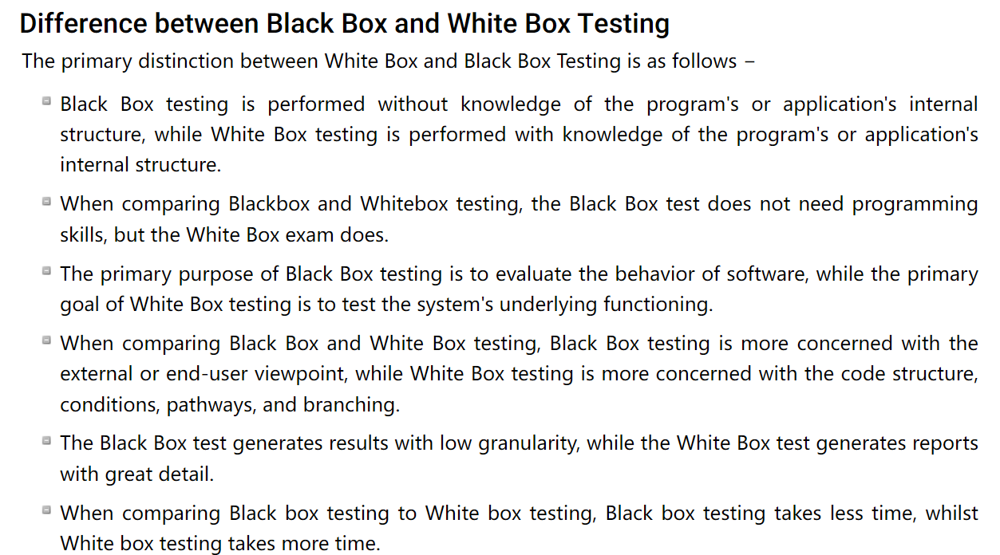 Difference between Black Box and White Box Testing
The primary distinction between White Box and Black Box Testing is as follows −
Black Box testing is performed without knowledge of the program's or application's internal
structure, while White Box testing is performed with knowledge of the program's or application's
internal structure.
When comparing Blackbox and Whitebox testing, the Black Box test does not need programming
skills, but the White Box exam does.
The primary purpose of Black Box testing is to evaluate the behavior of software, while the primary
goal of White Box testing is to test the system's underlying functioning.
When comparing Black Box and White Box testing, Black Box testing is more concerned with the
external or end-user viewpoint, while White Box testing is more concerned with the code structure,
conditions, pathways, and branching.
The Black Box test generates results with low granularity, while the White Box test generates reports
with great detail.
When comparing Black box testing to White box testing, Black box testing takes less time, whilst
White box testing takes more time.